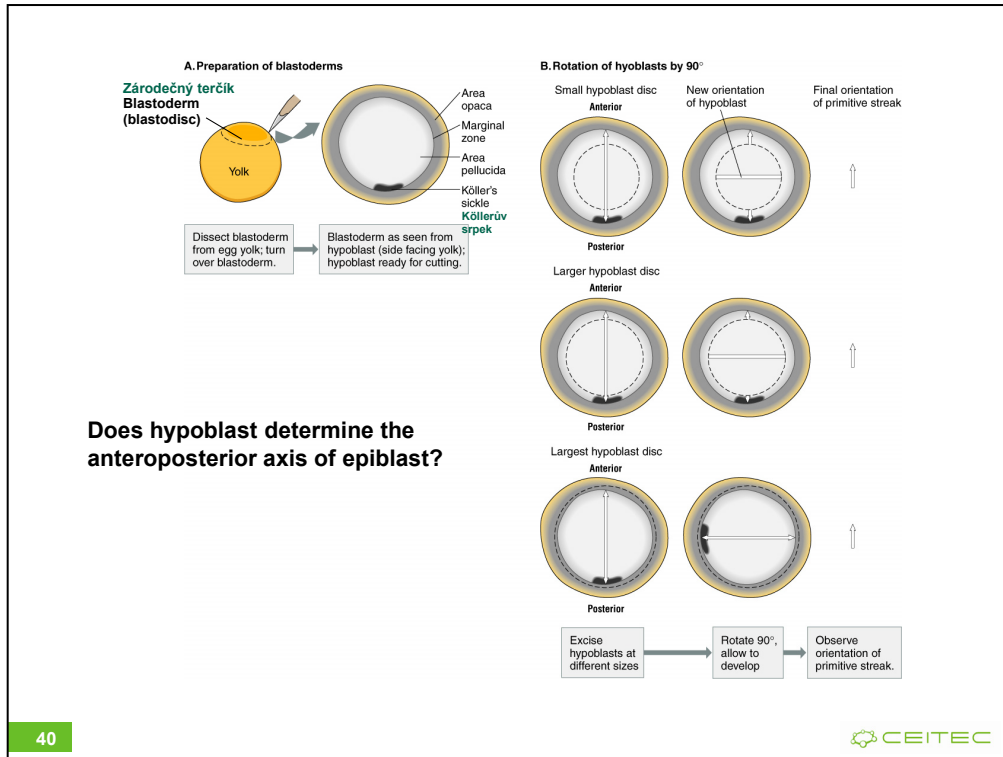 A. Preparation of blastoderms
Zárodečný terčík
Blastoderm
(blastodisc)
Yolk
Area
opaca
Marginal
zone
Area
pellucida
Köller's
sickle
Köllerův
srpek
Dissect blastoderm
from egg yolk; turn
over blastoderm.
Blastoderm as seen from
hypoblast (side facing yolk);
hypoblast ready for cutting.
Does hypoblast determine the
anteroposterior axis of epiblast?
B. Rotation of hyoblasts by 90°
Small hypoblast disc
Anterior
New orientation
of hypoblast
Final orientation
of primitive streak
Posterior
Larger hypoblast disc
Anterior
Posterior
Largest hypoblast disc
Anterior
Posterior
Excise
hypoblasts at
different sizes
Rotate 90°,
allow to
develop
Observe
orientation of
primitive streak.
40
CEITEC